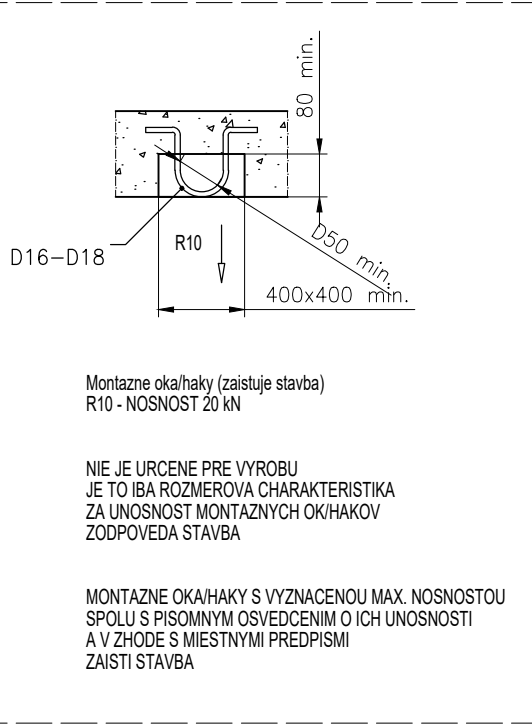 80 min.
D16-D18
R10
D50 min.
400x400 min.
Montazne oka/haky (zaistuje stavba)
R10 - NOSNOST 20 kN
NIE JE URCENE PRE VYROBU
JE TO IBA ROZMEROVA CHARAKTERISTIKA
ZA UNOSNOST MONTAZNYCH OK/HAKOV
ZODPOVEDA STAVBA
MONTAZNE OKA/HAKY S VYZNACENOU MAX. NOSNOSTOU
SPOLU S PISOMNYM OSVEDCENIM O ICH UNOSNOSTI
A V ZHODE S MIESTNYMI PREDPISMI
ZAISTI STAVBA